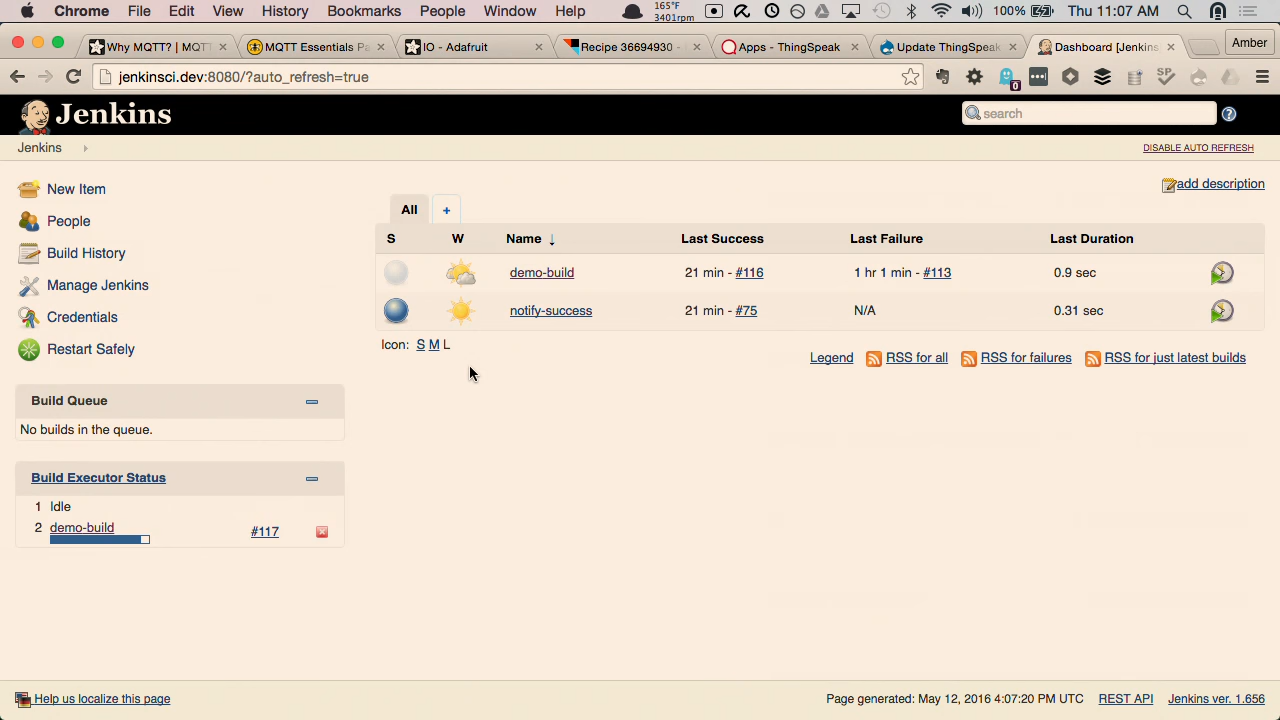 Chrome File Edit View History Bookmarks People Window Help 165°F 3401rpm 100% Thu 11:07 AM
Why MQTT? | MQTT
MQTT Essentials Pa
IO - Adafruit
Recipe 36694930 -
Apps - ThingSpeak
Update ThingSpeak
Dashboard [Jenkins
Amber
jenkinsci.dev:8080/?auto_refresh=true
0
SP
Jenkins
search
?
Jenkins
DISABLE AUTO REFRESH
New Item
People
Build History
Manage Jenkins
Credentials
Restart Safely
add description
All +
S W Name ↓ Last Success Last Failure Last Duration
demo-build 21 min - #116 1 hr 1 min - #113 0.9 sec
notify-success 21 min - #75 N/A 0.31 sec
Icon: S M L
Legend RSS for all RSS for failures RSS for just latest builds
Build Queue
No builds in the queue.
Build Executor Status
1 Idle
2 demo-build #117
Help us localize this page
Page generated: May 12, 2016 4:07:20 PM UTC REST API Jenkins ver. 1.656